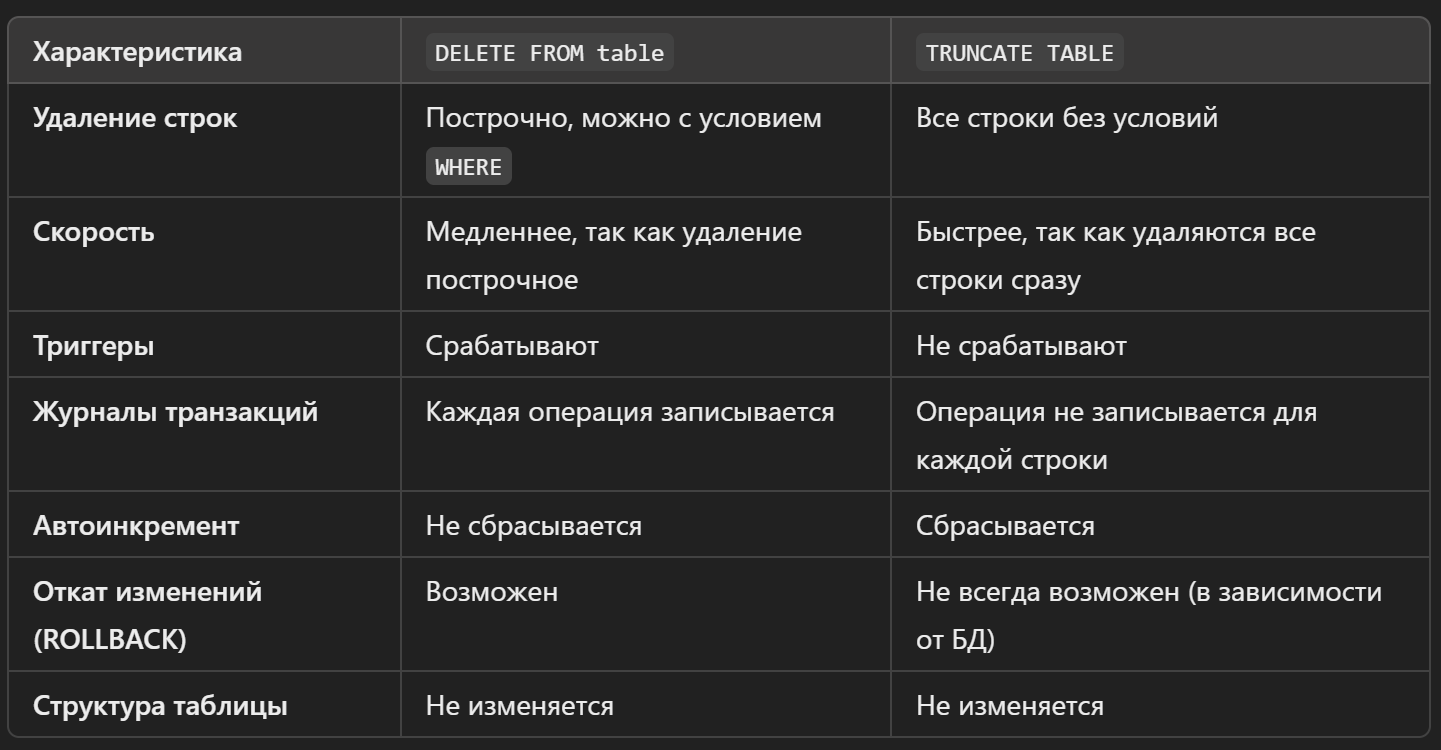 Характеристика
DELETE FROM table
TRUNCATE TABLE
Удаление строк
Построчно, можно с условием
WHERE
Все строки без условий
Скорость
Медленнее, так как удаление
построчное
Быстрее, так как удаляются все
строки сразу
Триггеры
Срабатывают
Не срабатывают
Журналы транзакций
Каждая операция записывается
Операция не записывается для
каждой строки
Автоинкремент
Не сбрасывается
Сбрасывается
Откат изменений
(ROLLBACK)
Возможен
Не всегда возможен (в зависимости
от БД)
Структура таблицы
Не изменяется
Не изменяется